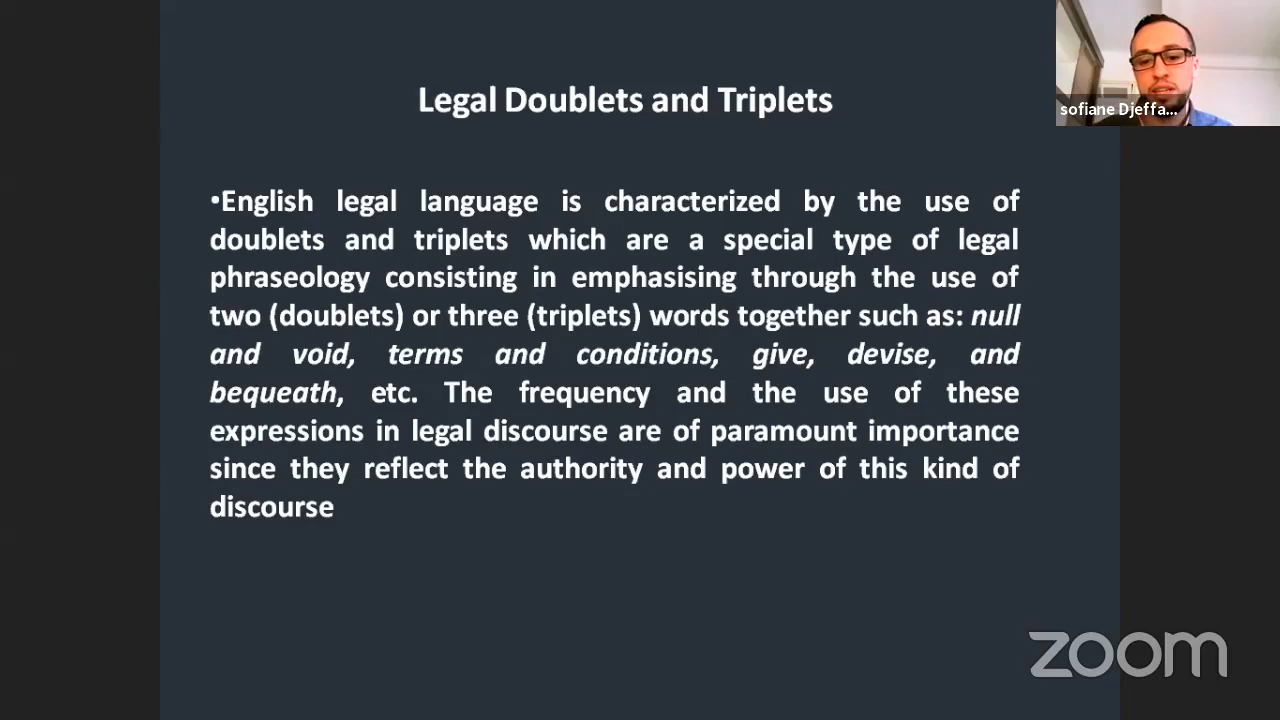 Legal Doublets and Triplets
sofiane Djeffa...
•English legal language is characterized by the use of
doublets and triplets which are a special type of legal
phraseology consisting in emphasising through the use of
two (doublets) or three (triplets) words together such as: null
and void, terms and conditions, give, devise, and
bequeath, etc. The frequency and the use of these
expressions in legal discourse are of paramount importance
since they reflect the authority and power of this kind of
discourse
zoom